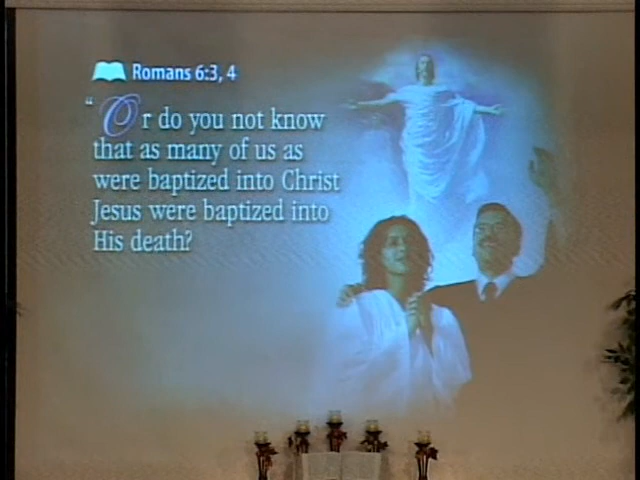 Romans 6:3, 4
“Or do you not know
that as many of us as
were baptized into Christ
Jesus were baptized into
His death?